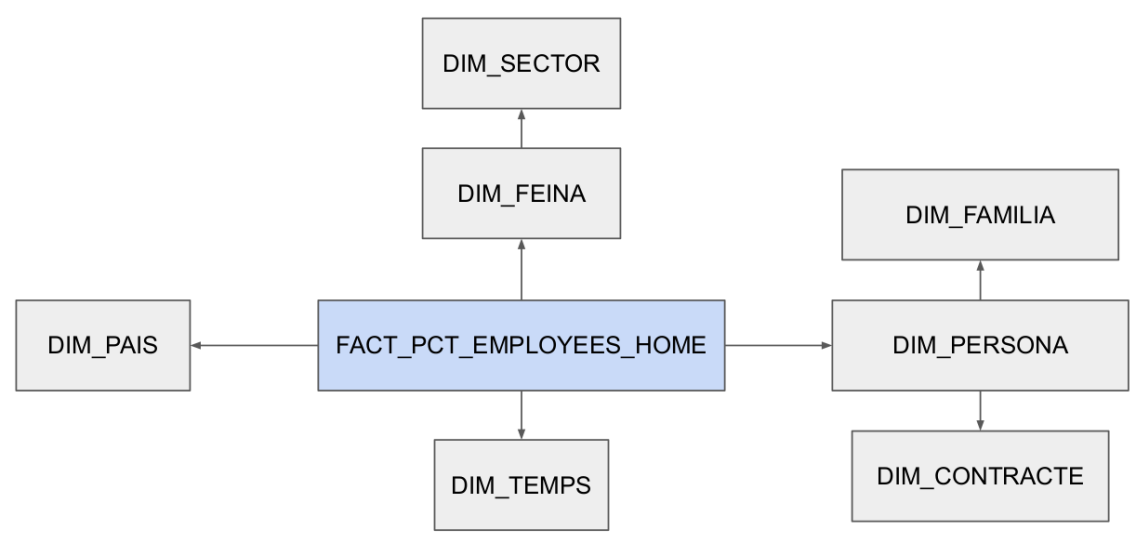 DIM_SECTOR
DIM_FEINA
DIM_FAMILIA
DIM_PAIS
FACT_PCT_EMPLOYEES_HOME
DIM_PERSONA
DIM_TEMPS
DIM_CONTRACTE